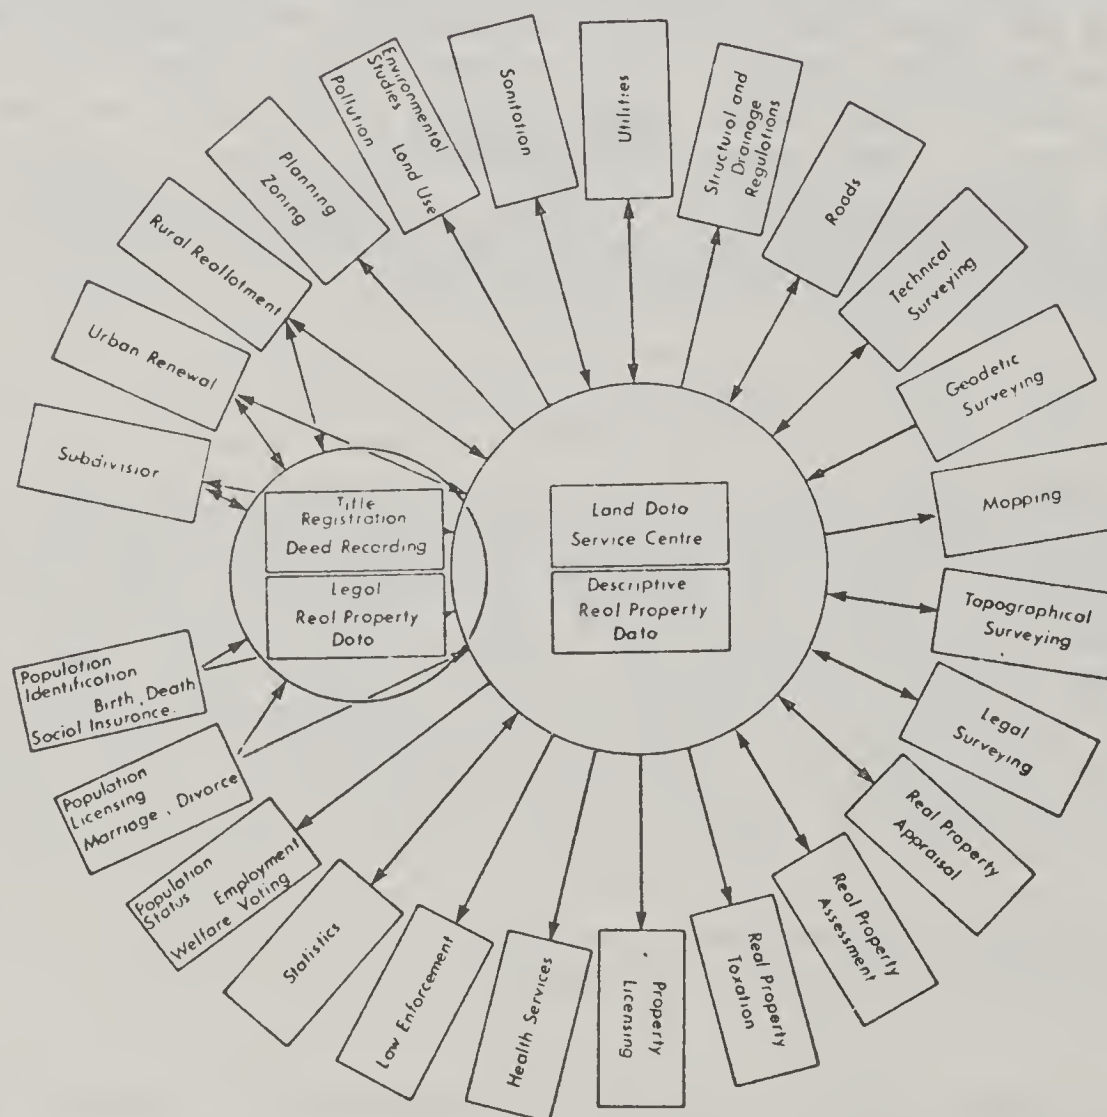 Environmental
Studies
Land Use
Pollution
Sanitation
Utilities
Structural and
Drainage
Regulations
Roads
Technical
Surveying
Geodetic
Surveying
Mapping
Topographical
Surveying
Legal
Surveying
Real Property
Appraisal
Real Property
Assessment
Real Property
Taxation
Property
Licensing
Health Services
Law Enforcement
Statistics
Population
Status Employment
Welfare Voting
Population
Licensing
Marriage, Divorce
Population
Identification
Birth, Death
Social Insurance.
Subdivision
Urban Renewal
Rural Reallotment
Planning
Zoning
Title
Registration
Deed Recording
Legal
Real Property
Data
Land Data
Service Centre
Descriptive
Real Property
Data